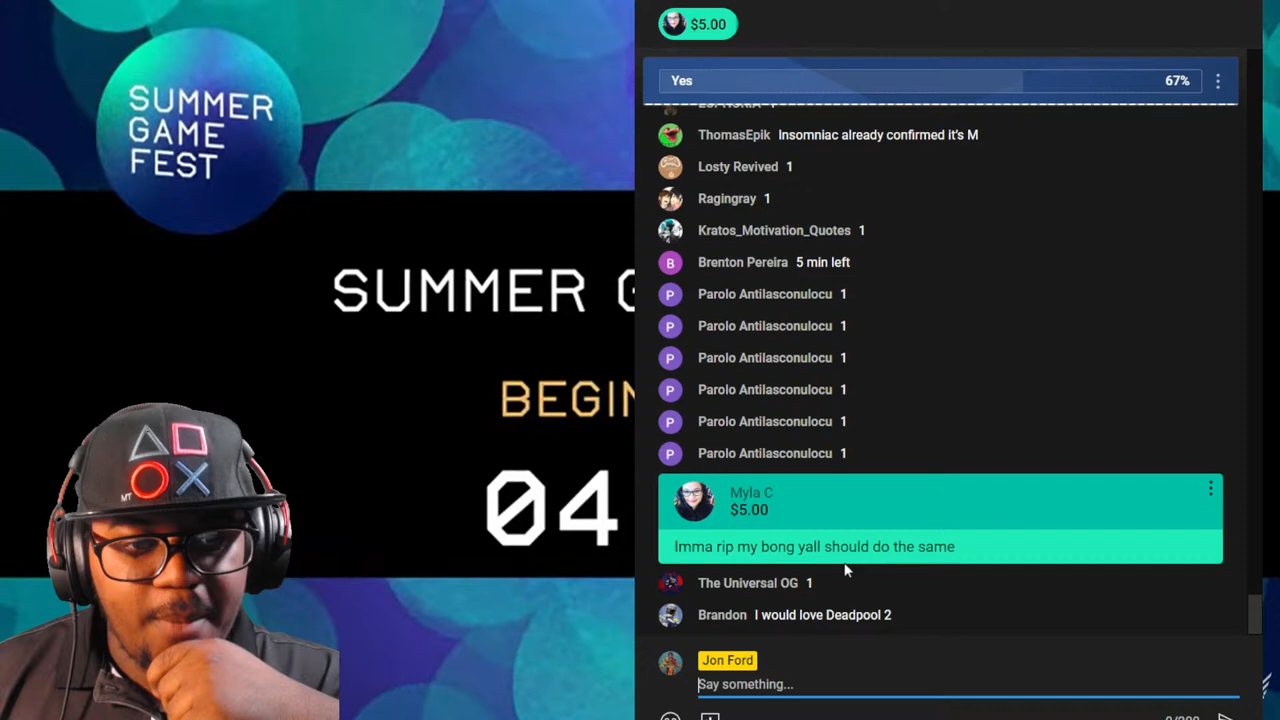 $5.00
Yes 67%
ThomasEpik Insomniac already confirmed it's M
Losty Revived 1
Ragingray 1
Kratos_Motivation_Quotes 1
B Brenton Pereira 5 min left
P Parolo Antilasconulocu 1
P Parolo Antilasconulocu 1
P Parolo Antilasconulocu 1
P Parolo Antilasconulocu 1
P Parolo Antilasconulocu 1
P Parolo Antilasconulocu 1
Myla C
$5.00
Imma rip my bong yall should do the same
The Universal OG 1
Brandon I would love Deadpool 2
Jon Ford
Say something...
SUMMER
GAME
FEST
SUMMER G
BEGIN
04
MT